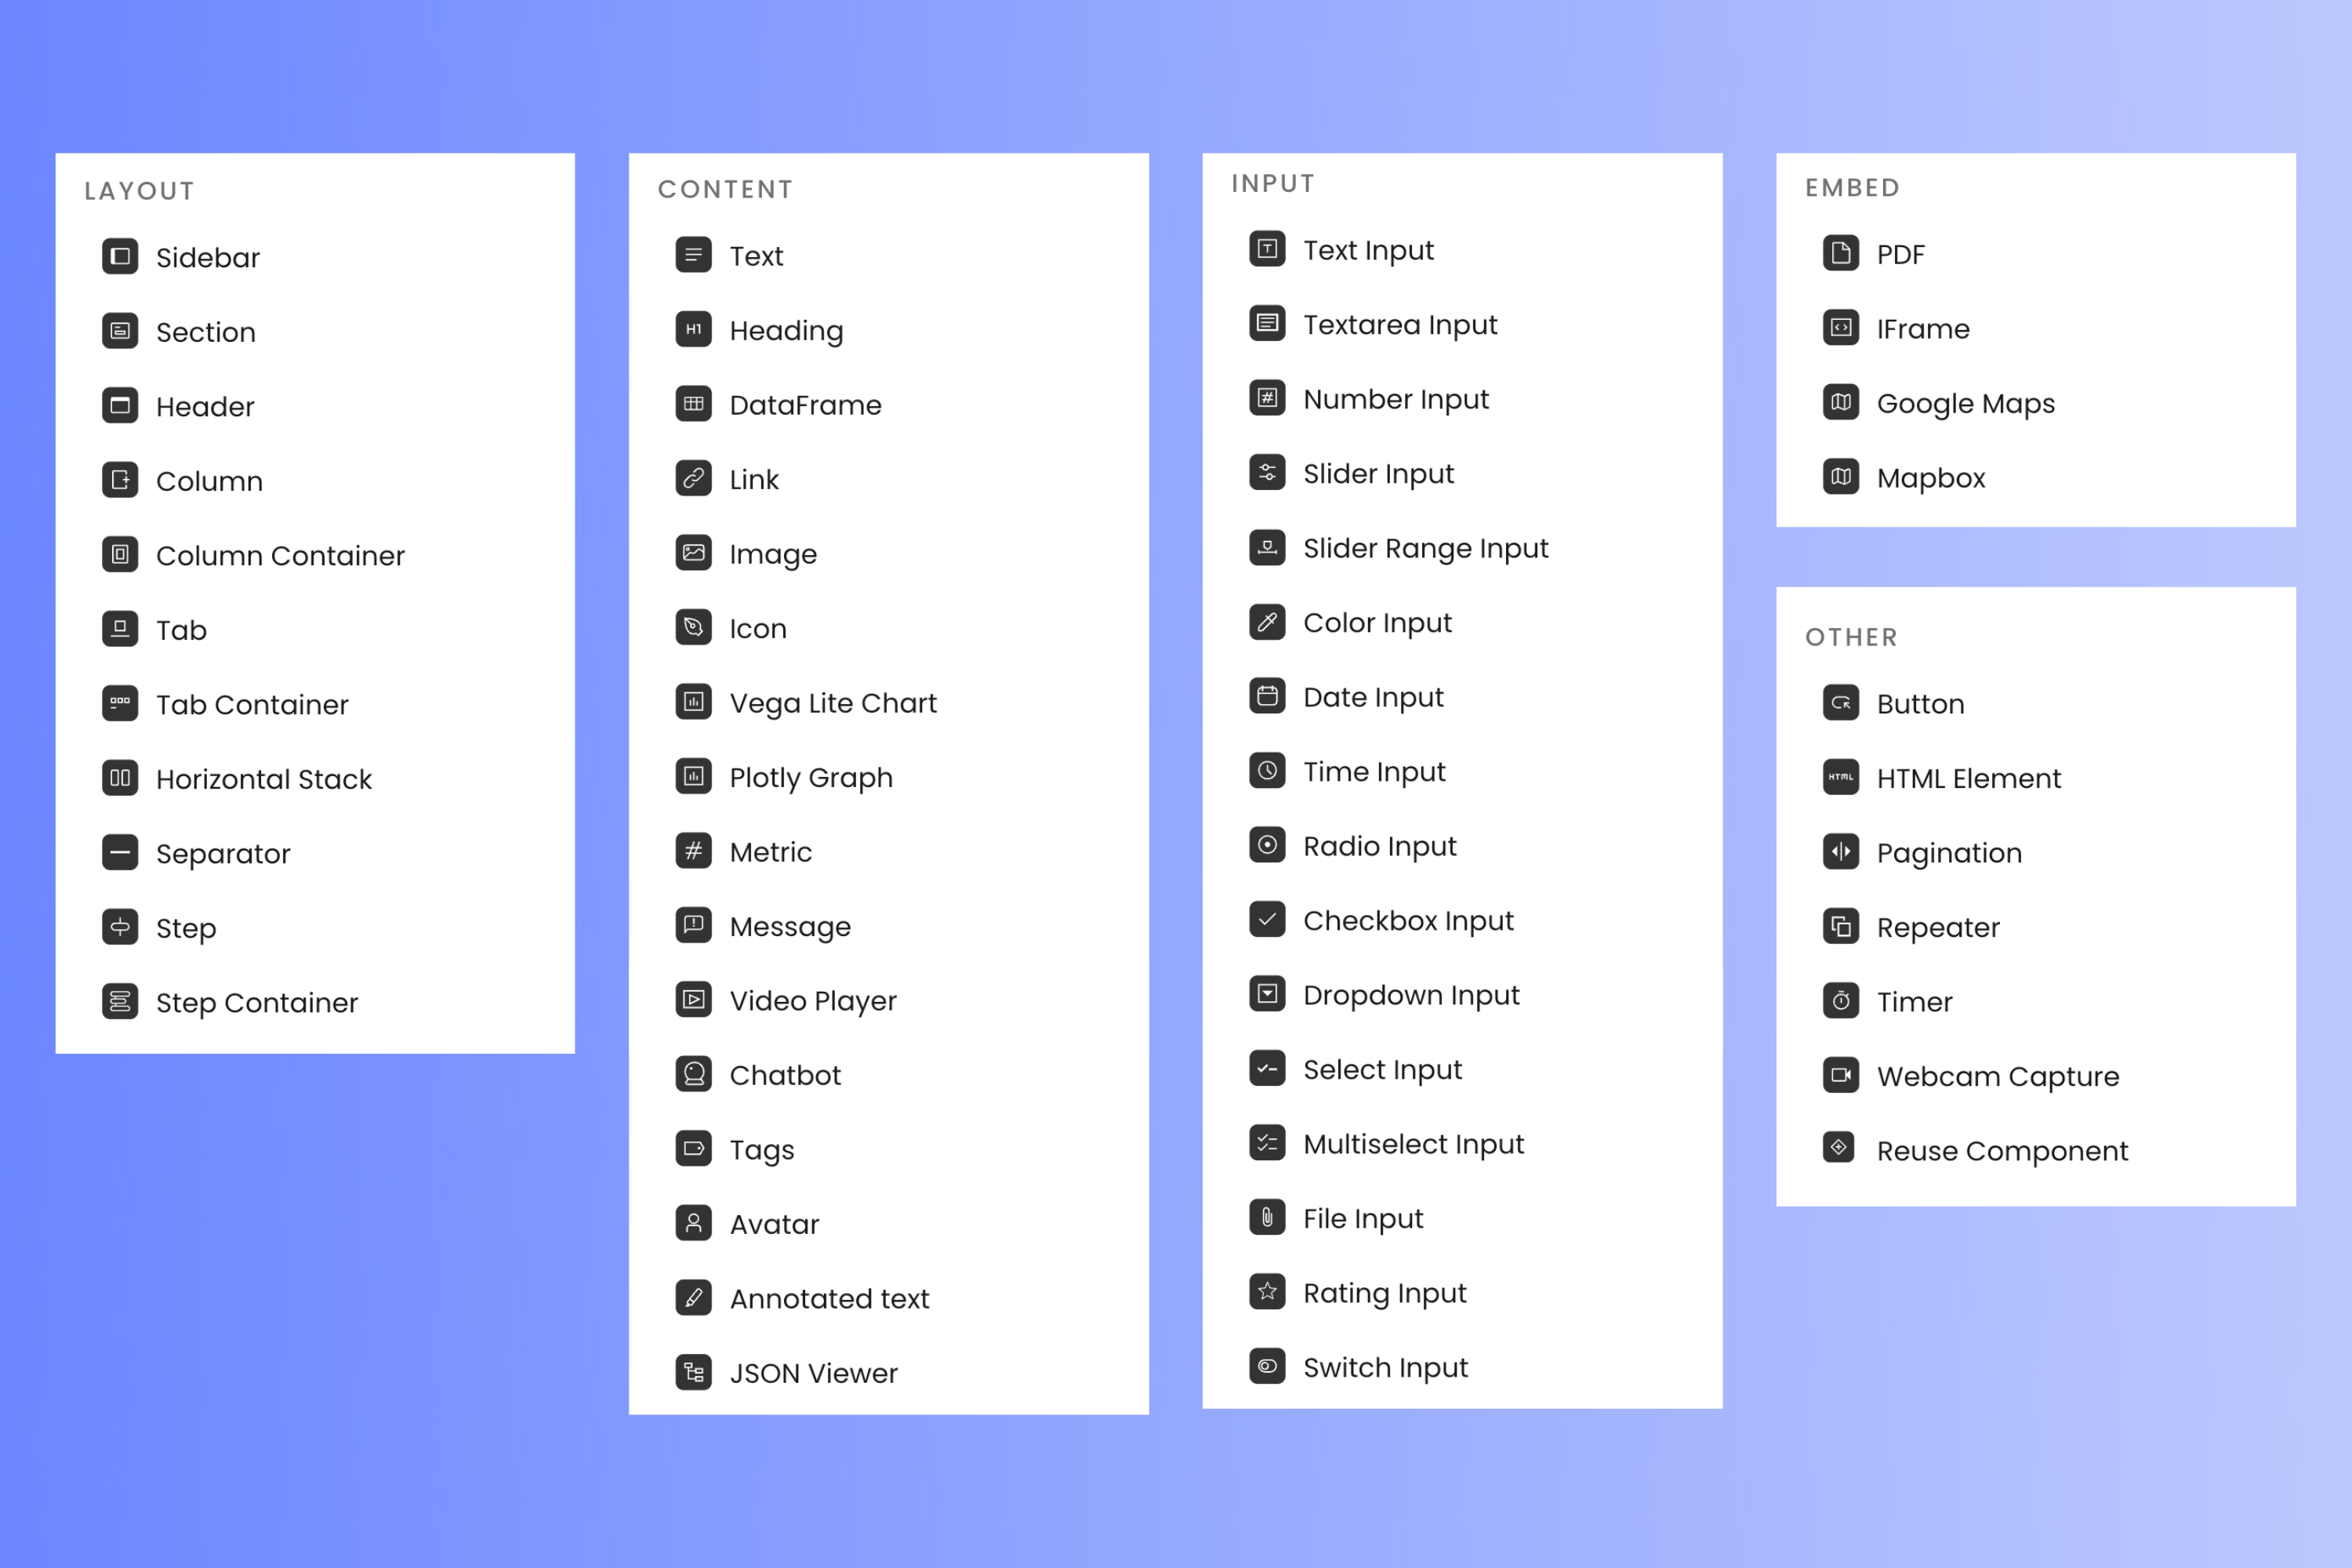 LAYOUT
Sidebar
Section
Header
Column
Column Container
Tab
Tab Container
Horizontal Stack
Separator
Step
Step Container
CONTENT
Text
H1 Heading
DataFrame
Link
Image
Icon
Vega Lite Chart
Plotly Graph
# Metric
Message
Video Player
Chatbot
Tags
Avatar
Annotated text
JSON Viewer
INPUT
T Text Input
Textarea Input
# Number Input
Slider Input
Slider Range Input
Color Input
Date Input
Time Input
Radio Input
Checkbox Input
Dropdown Input
Select Input
Multiselect Input
File Input
Rating Input
Switch Input
EMBED
PDF
IFrame
Google Maps
Mapbox
OTHER
Button
HTML HTML Element
Pagination
Repeater
Timer
Webcam Capture
Reuse Component